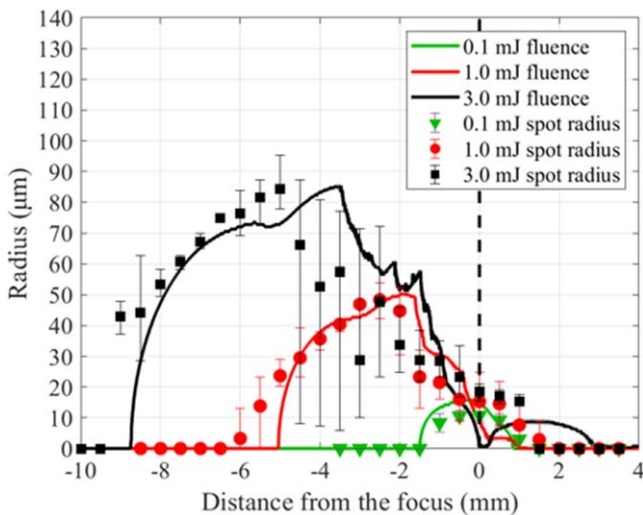 140
130
120
110
100
90
80
70
60
50
40
30
20
10
0
Radius (μm)
0.1 mJ fluence
1.0 mJ fluence
3.0 mJ fluence
0.1 mJ spot radius
1.0 mJ spot radius
3.0 mJ spot radius
-10 -8 -6 -4 -2 0 2 4
Distance from the focus (mm)